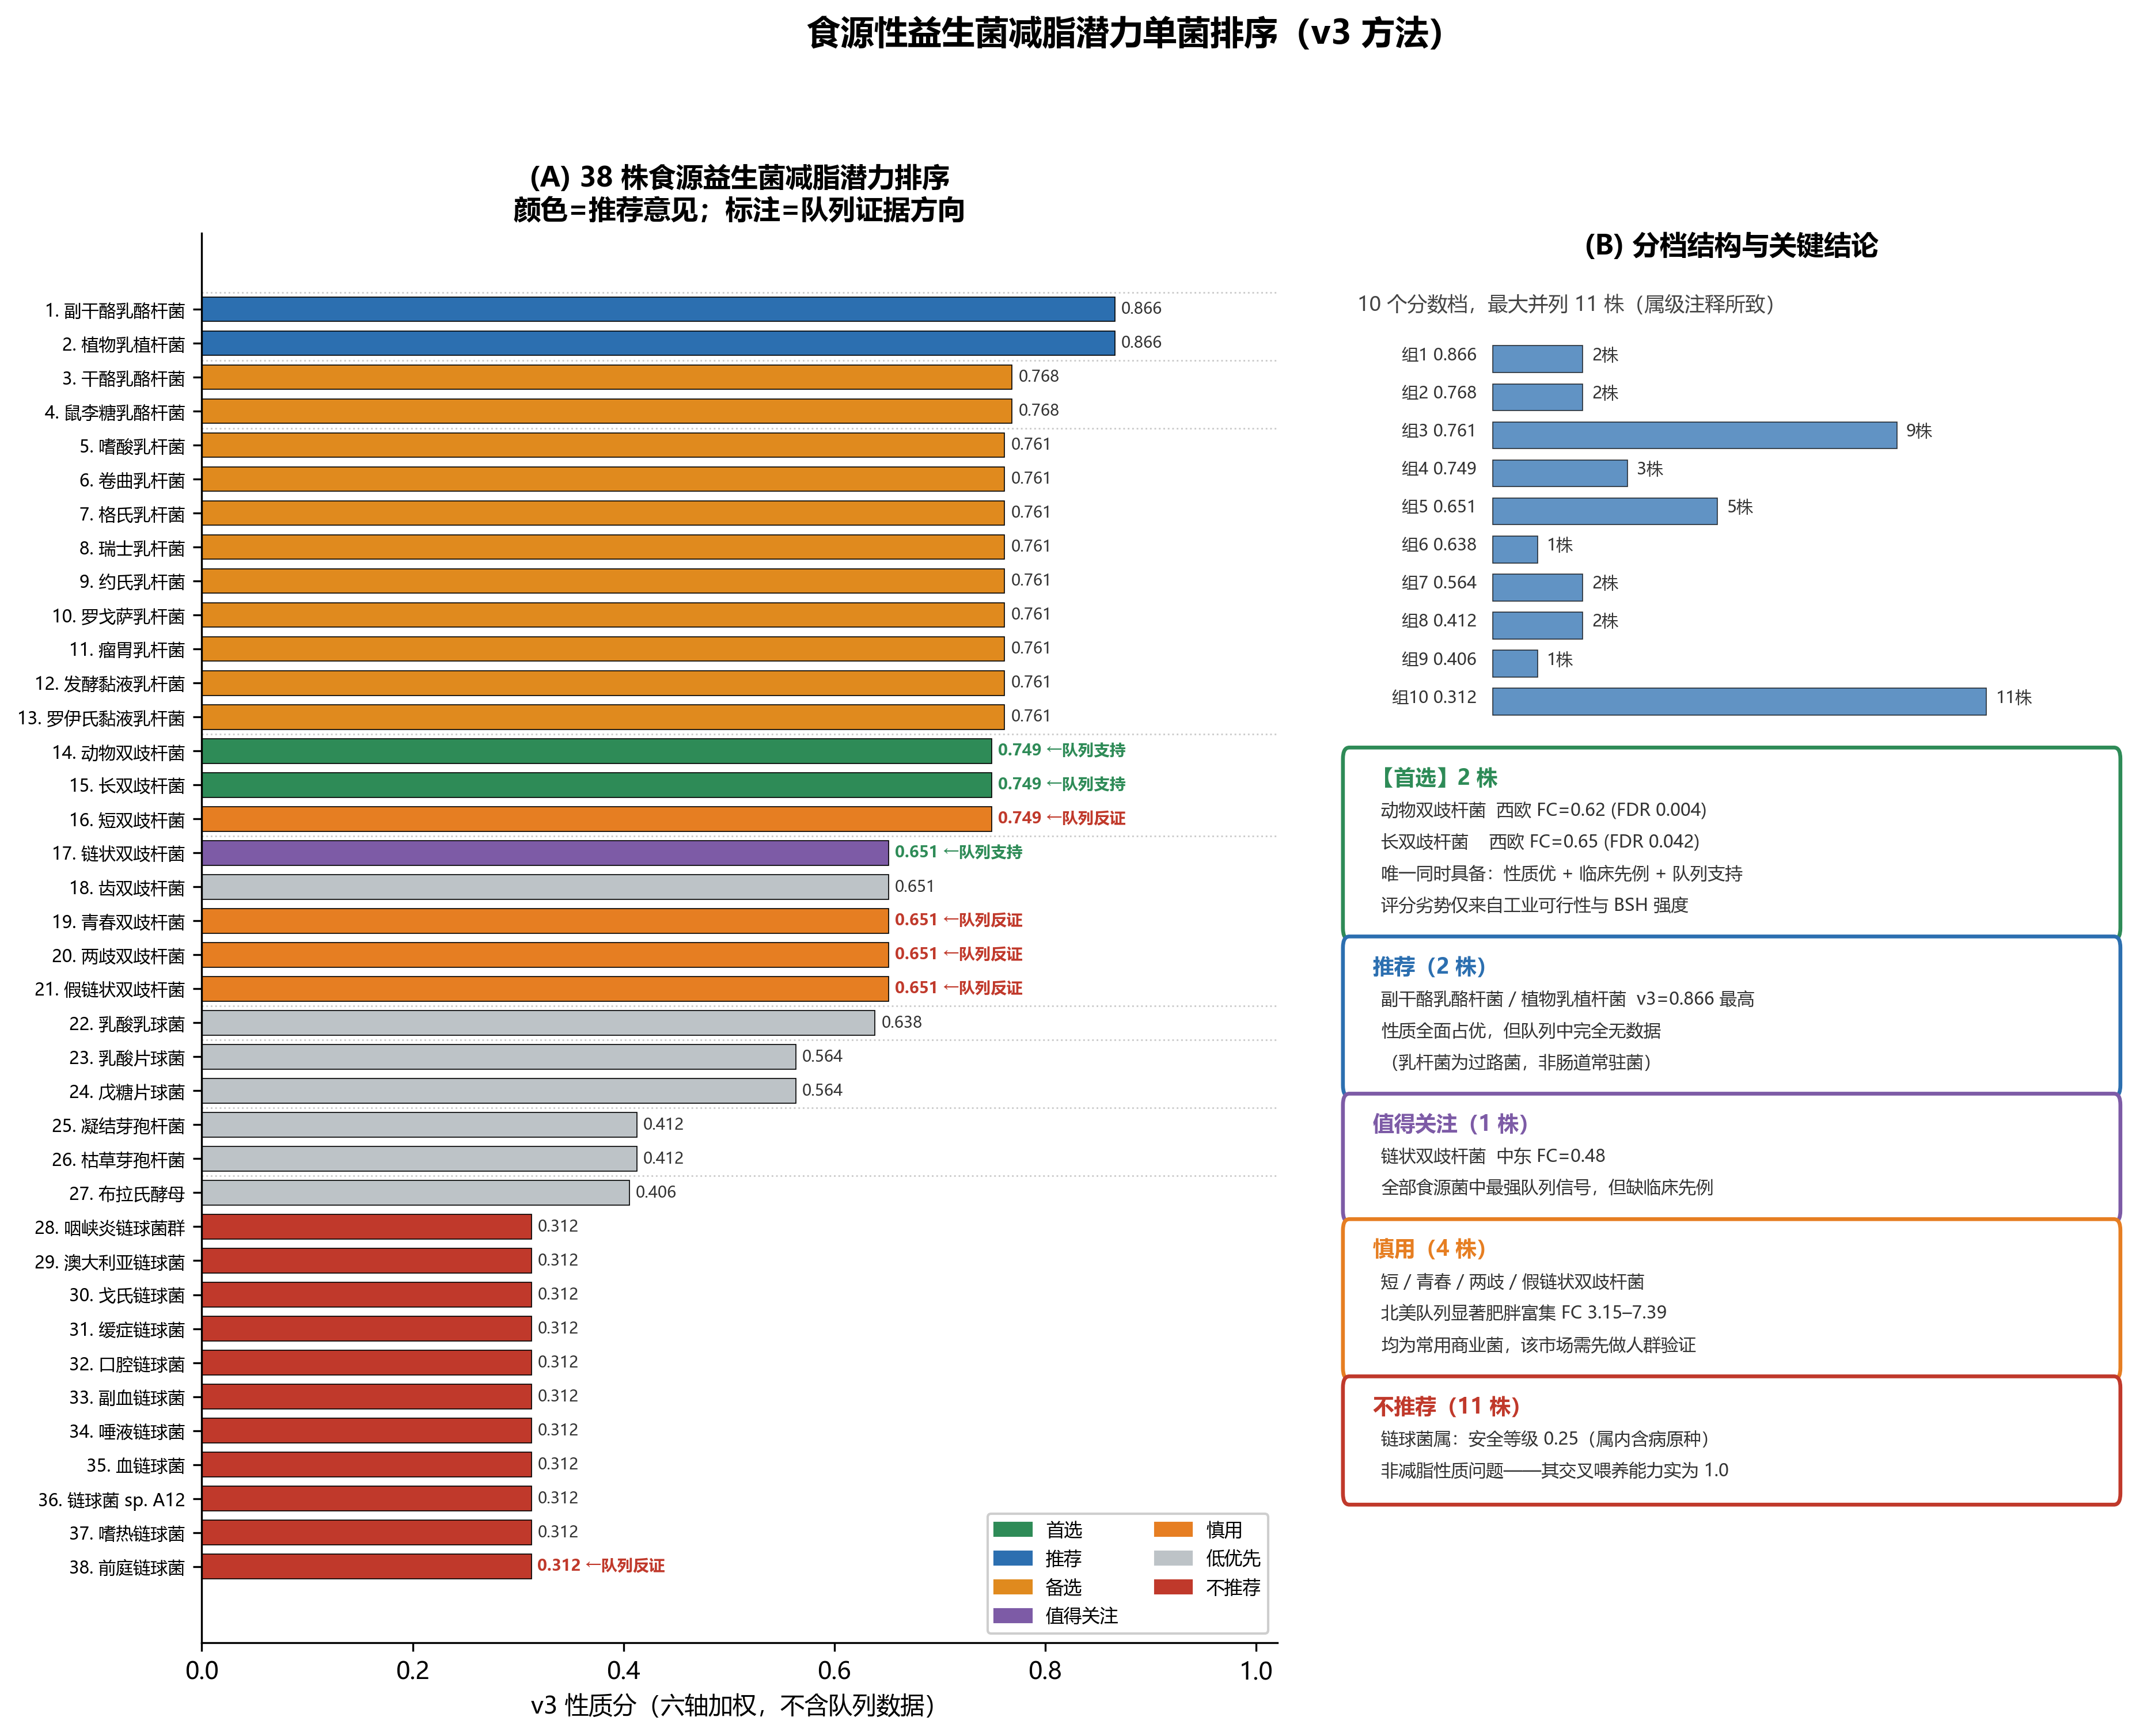 食源性益生菌减脂潜力单菌排序（v3 方法）
(A) 38 株食源益生菌减脂潜力排序
颜色=推荐意见；标注=队列证据方向
1. 副干酪乳酪杆菌 0.866
2. 植物乳植杆菌 0.866
3. 干酪乳酪杆菌 0.768
4. 鼠李糖乳酪杆菌 0.768
5. 嗜酸乳杆菌 0.761
6. 卷曲乳杆菌 0.761
7. 格氏乳杆菌 0.761
8. 瑞士乳杆菌 0.761
9. 约氏乳杆菌 0.761
10. 罗戈萨乳杆菌 0.761
11. 瘤胃乳杆菌 0.761
12. 发酵黏液乳杆菌 0.761
13. 罗伊氏黏液乳杆菌 0.761
14. 动物双歧杆菌 0.749 ←队列支持
15. 长双歧杆菌 0.749 ←队列支持
16. 短双歧杆菌 0.749 ←队列反证
17. 链状双歧杆菌 0.651 ←队列支持
18. 齿双歧杆菌 0.651
19. 青春双歧杆菌 0.651 ←队列反证
20. 两歧双歧杆菌 0.651 ←队列反证
21. 假链状双歧杆菌 0.651 ←队列反证
22. 乳酸乳球菌 0.638
23. 乳酸片球菌 0.564
24. 戊糖片球菌 0.564
25. 凝结芽孢杆菌 0.412
26. 枯草芽孢杆菌 0.412
27. 布拉氏酵母 0.406
28. 咽峡炎链球菌群 0.312
29. 澳大利亚链球菌 0.312
30. 戈氏链球菌 0.312
31. 缓症链球菌 0.312
32. 口腔链球菌 0.312
33. 副血链球菌 0.312
34. 唾液链球菌 0.312
35. 血链球菌 0.312
36. 链球菌 sp. A12 0.312
37. 嗜热链球菌 0.312
38. 前庭链球菌 0.312 ←队列反证
首选
推荐
备选
值得关注
慎用
低优先
不推荐
0.0 0.2 0.4 0.6 0.8 1.0
v3 性质分（六轴加权，不含队列数据）
(B) 分档结构与关键结论
10 个分数档，最大并列 11 株（属级注释所致）
组1 0.866 2株
组2 0.768 2株
组3 0.761 9株
组4 0.749 3株
组5 0.651 5株
组6 0.638 1株
组7 0.564 2株
组8 0.412 2株
组9 0.406 1株
组10 0.312 11株
【首选】2 株
动物双歧杆菌 西欧 FC=0.62 (FDR 0.004)
长双歧杆菌 西欧 FC=0.65 (FDR 0.042)
唯一同时具备：性质优 + 临床先例 + 队列支持
评分劣势仅来自工业可行性与 BSH 强度
推荐（2 株）
副干酪乳酪杆菌 / 植物乳植杆菌 v3=0.866 最高
性质全面占优，但队列中完全无数据
（乳杆菌为过路菌，非肠道常驻菌）
值得关注（1 株）
链状双歧杆菌 中东 FC=0.48
全部食源菌中最强队列信号，但缺临床先例
慎用（4 株）
短 / 青春 / 两歧 / 假链状双歧杆菌
北美队列显著肥胖富集 FC 3.15–7.39
均为常用商业菌，该市场需先做人群验证
不推荐（11 株）
链球菌属：安全等级 0.25（属内含病原种）
非减脂性质问题——其交叉喂养能力实为 1.0